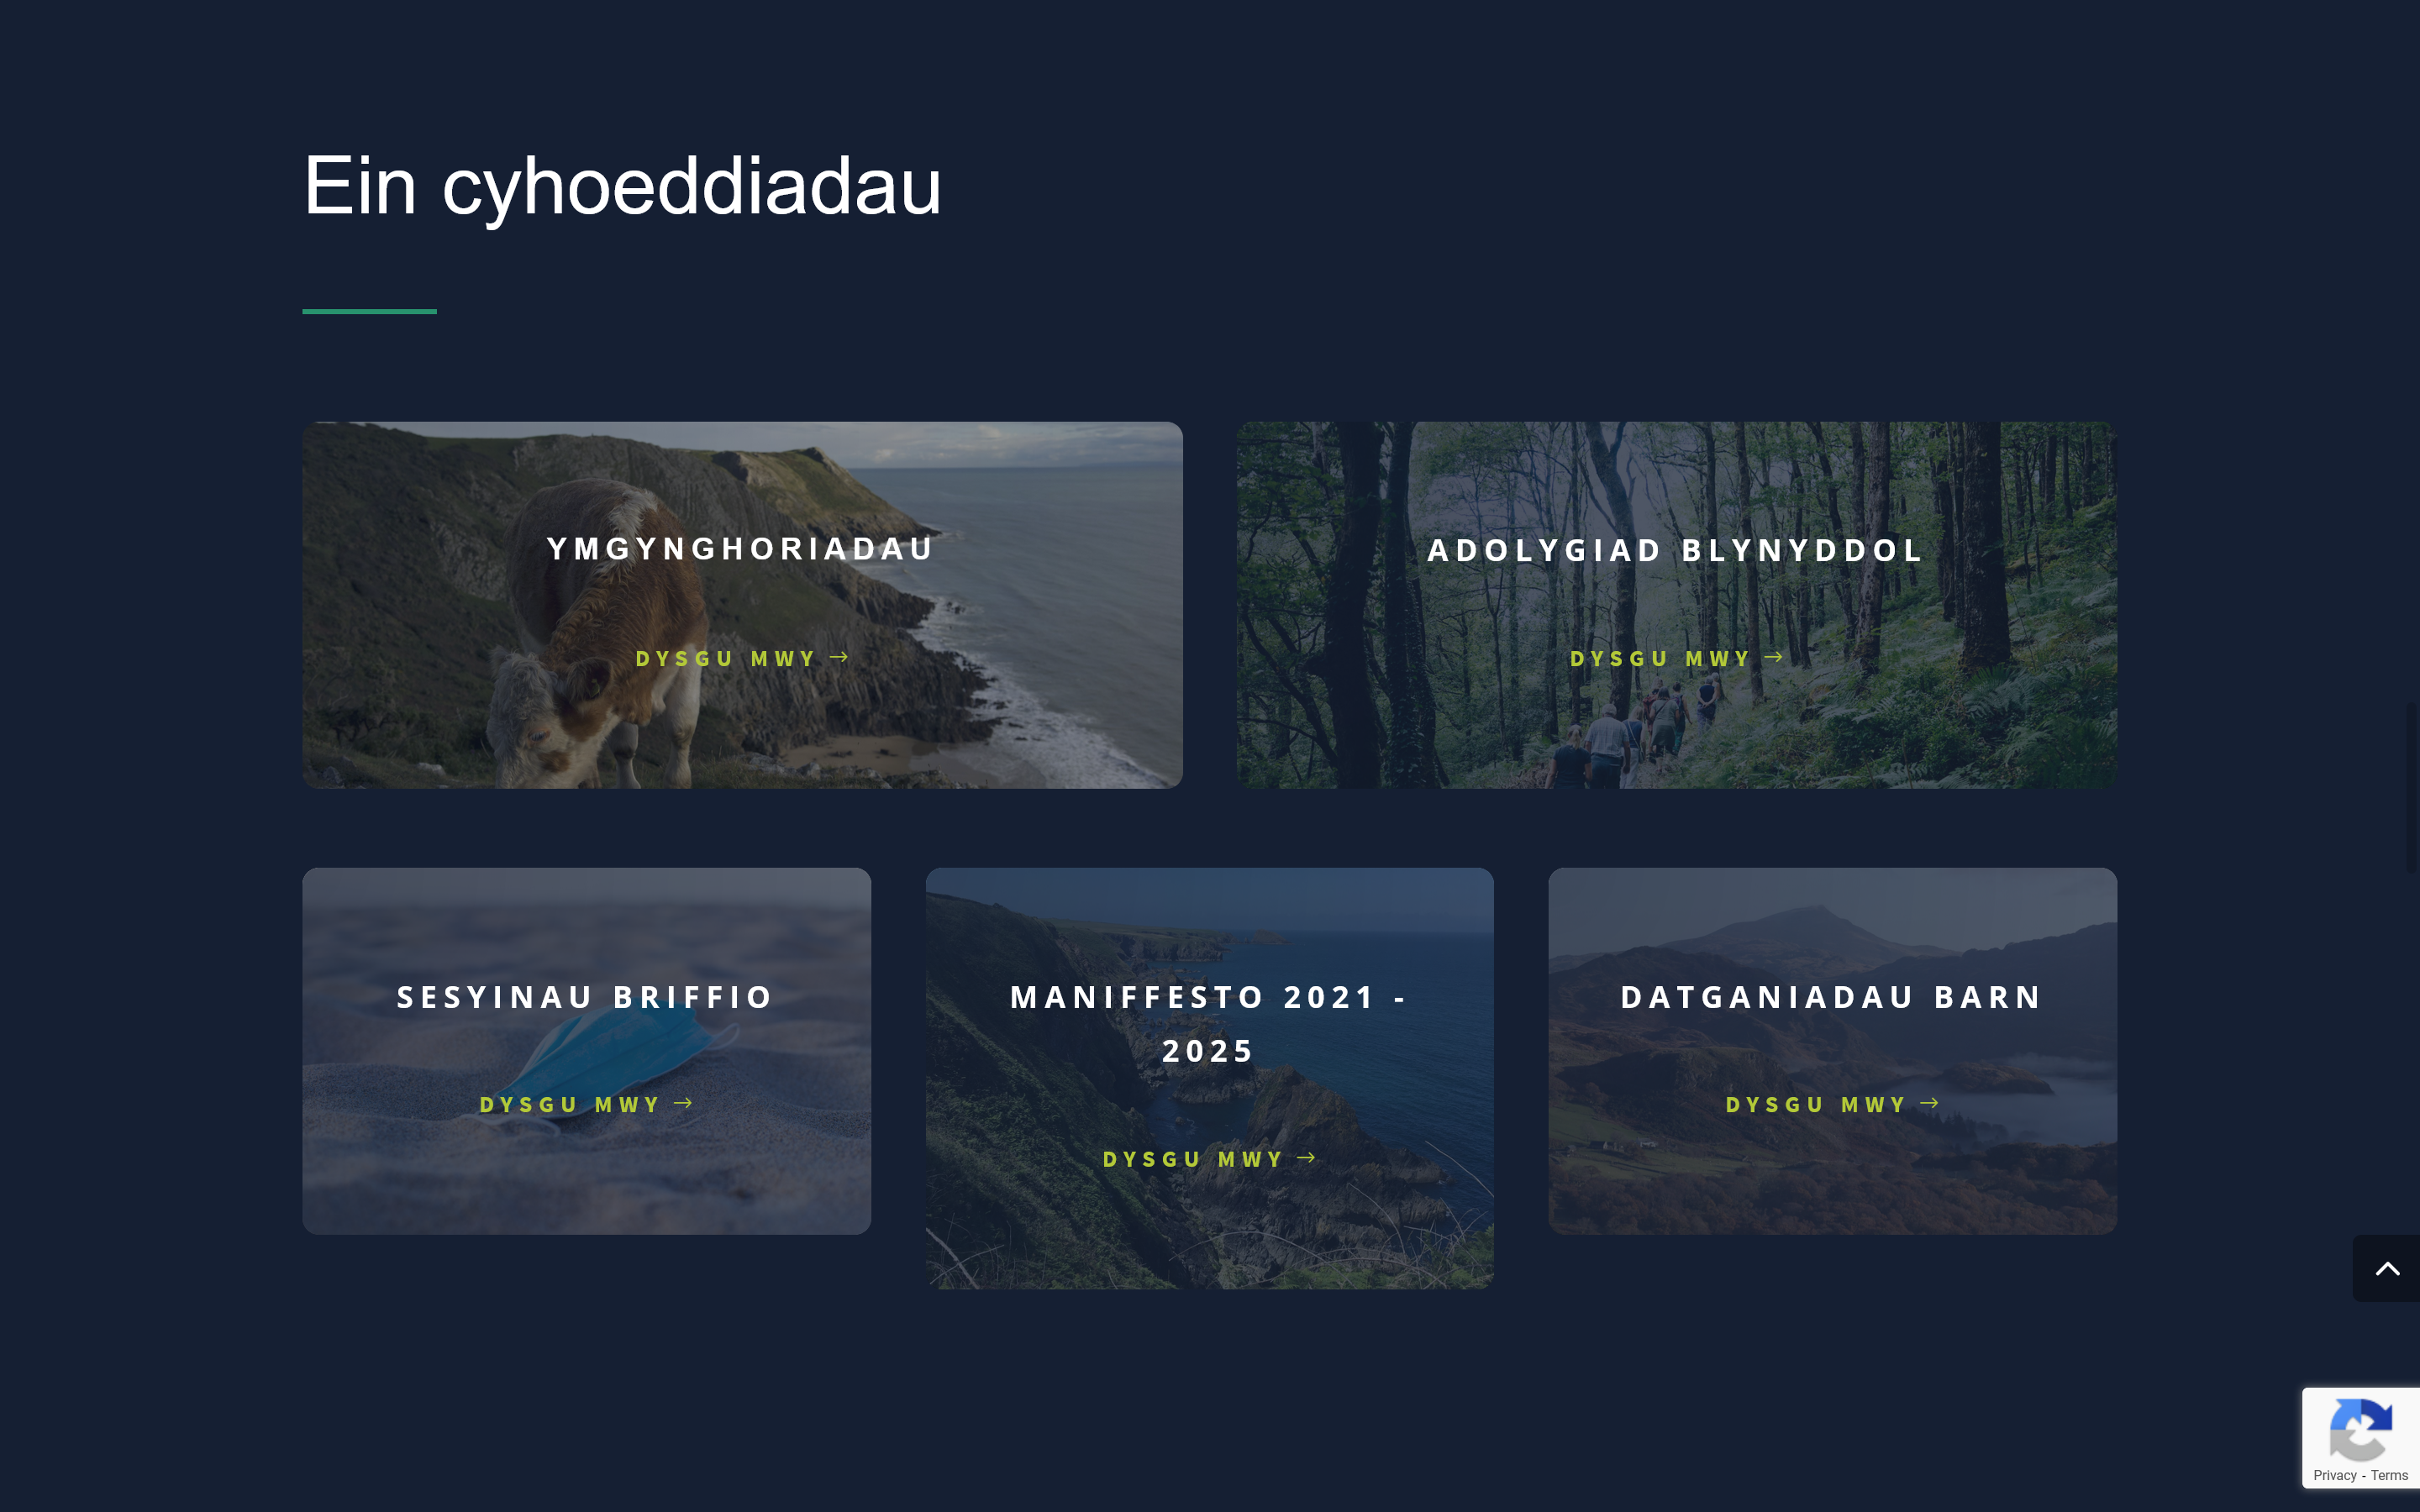 Ein cyhoeddiadau
YMGYNGHORIADAU
DYSGU MWY →
ADOLYGIAD BLYNYDDOL
DYSGU MWY →
SESYINAU BRIFFIO
DYSGU MWY →
MANIFFESTO 2021 -
2025
DYSGU MWY →
DATGANIADAU BARN
DYSGU MWY →
Privacy - Terms